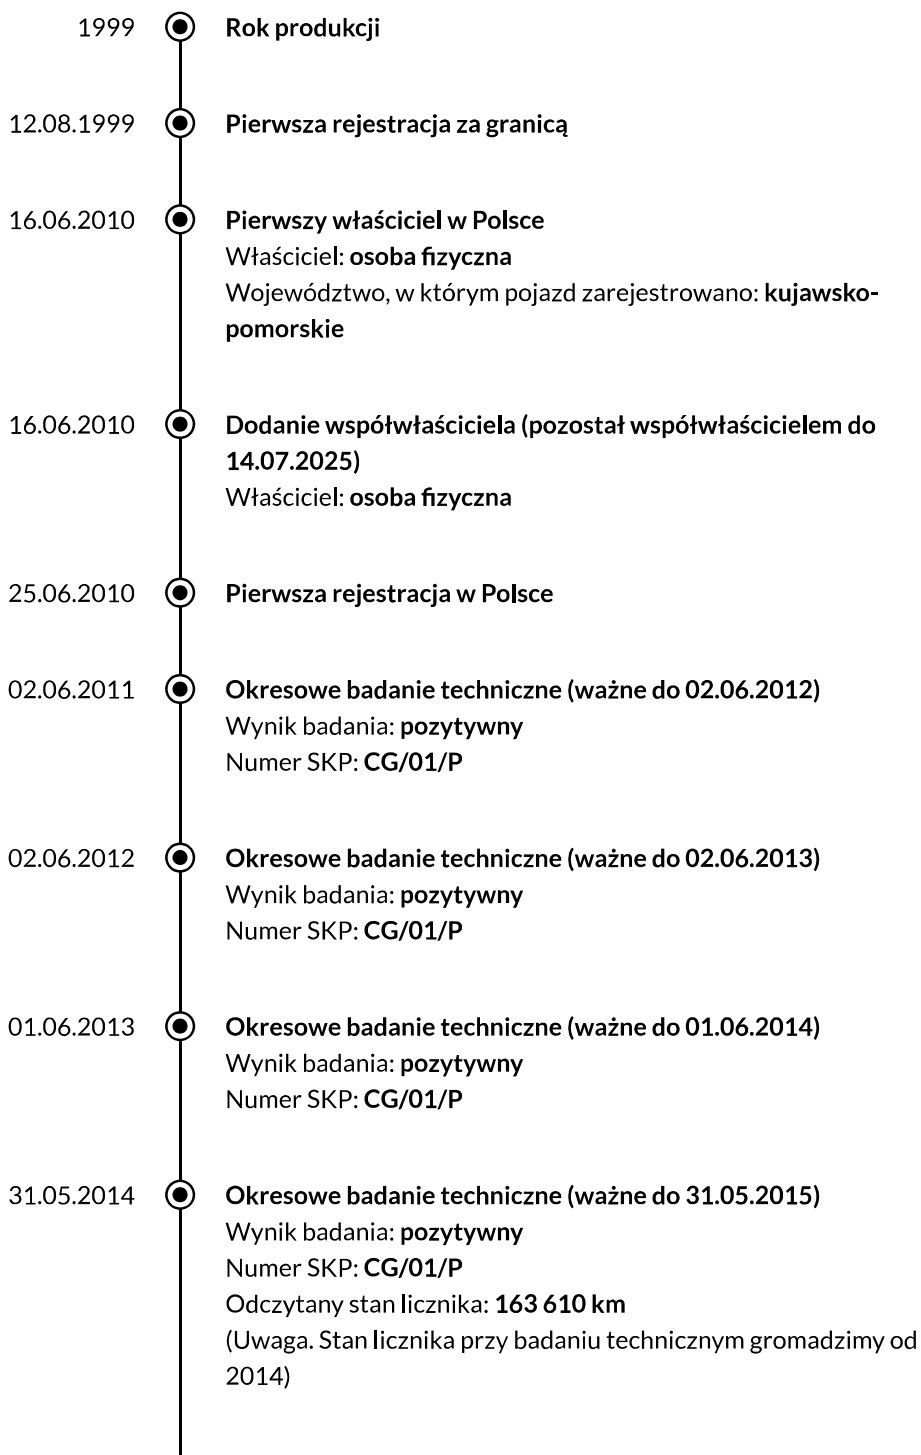 1999 Rok produkcji
12.08.1999 Pierwsza rejestracja za granicą
16.06.2010 Pierwszy właściciel w Polsce
Właściciel: osoba fizyczna
Województwo, w którym pojazd zarejestrowano: kujawsko-
pomorskie
16.06.2010 Dodanie współwłaściciela (pozostał współwłaścicielem do
14.07.2025)
Właściciel: osoba fizyczna
25.06.2010 Pierwsza rejestracja w Polsce
02.06.2011 Okresowe badanie techniczne (ważne do 02.06.2012)
Wynik badania: pozytywny
Numer SKP: CG/01/P
02.06.2012 Okresowe badanie techniczne (ważne do 02.06.2013)
Wynik badania: pozytywny
Numer SKP: CG/01/P
01.06.2013 Okresowe badanie techniczne (ważne do 01.06.2014)
Wynik badania: pozytywny
Numer SKP: CG/01/P
31.05.2014 Okresowe badanie techniczne (ważne do 31.05.2015)
Wynik badania: pozytywny
Numer SKP: CG/01/P
Odczytany stan licznika: 163 610 km
(Uwaga. Stan licznika przy badaniu technicznym gromadzimy od
2014)